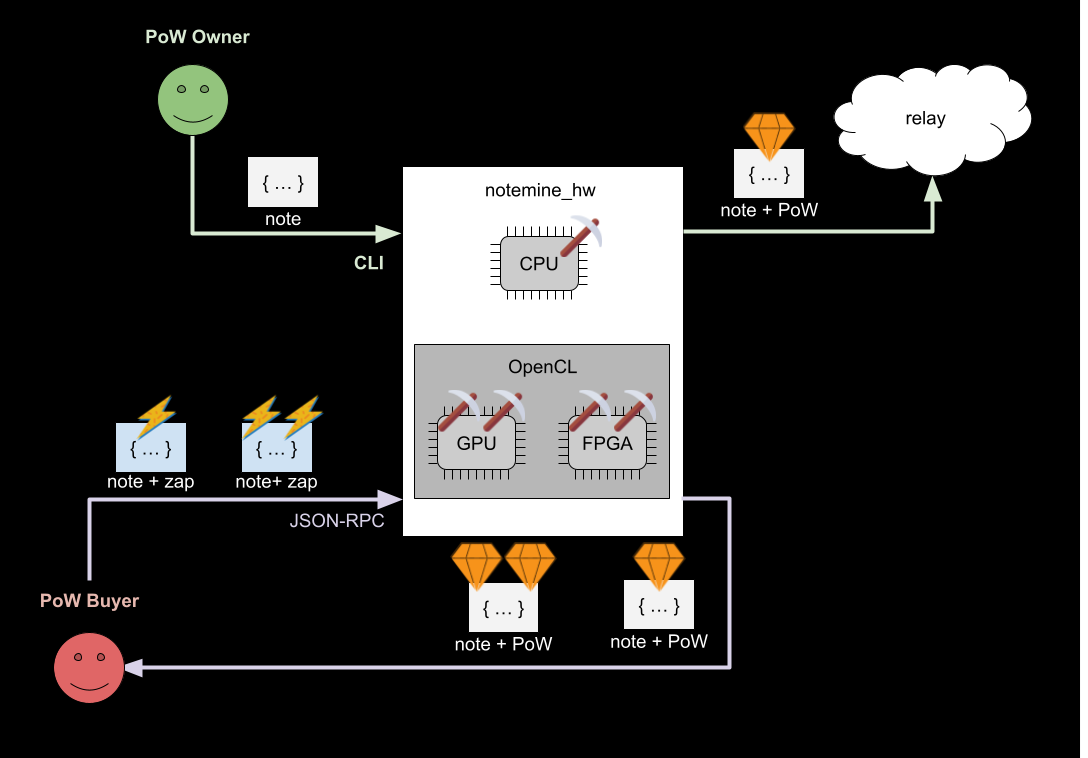 PoW Owner
{ ... }
note
CLI
notemine_hw
CPU
OpenCL
GPU
FPGA
{ ... }
note + PoW
relay
{ ... }
note + zap
{ ... }
note+ zap
JSON-RPC
PoW Buyer
{ ... }
note + PoW
{ ... }
note + PoW